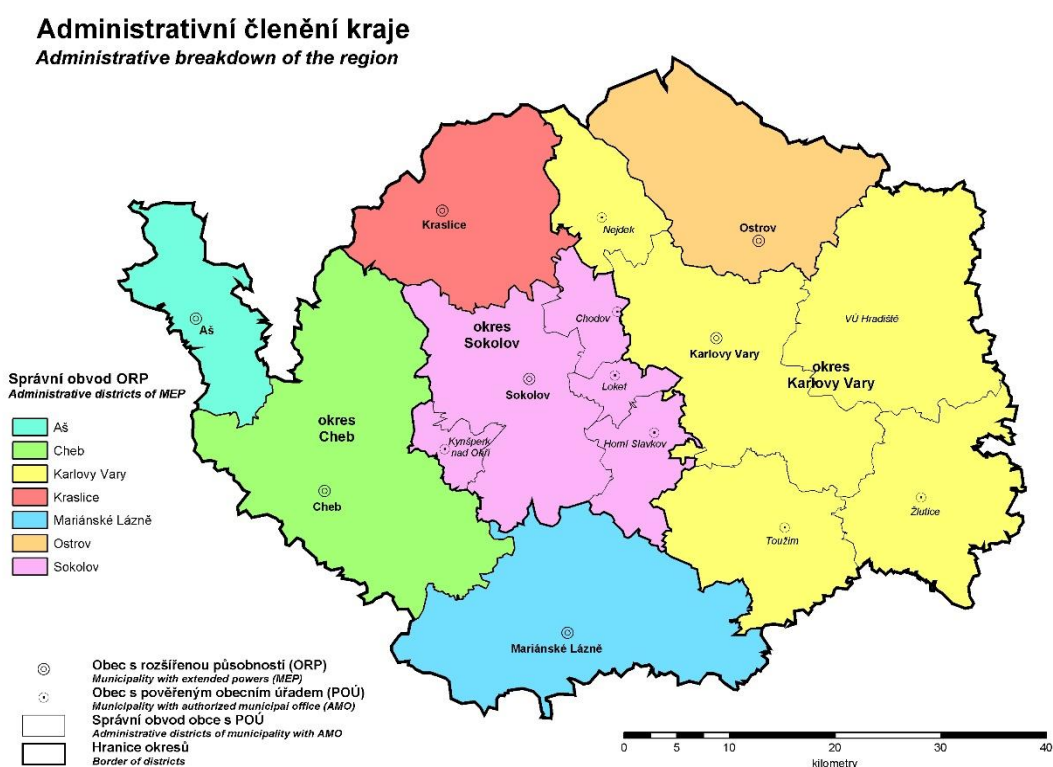 Administrativní členění kraje
Administrative breakdown of the region
Kraslice
Nejdek
Ostrov
Aš
okres
Sokolov
Chodov
VÚ Hradiště
Karlovy Vary
okres
Karlovy Vary
Loket
Sokolov
Správní obvod ORP
Administrative districts of MEP
Aš
Cheb
Karlovy Vary
Kraslice
Mariánské Lázně
Ostrov
Sokolov
okres
Cheb
Kynšperk
nad Ohří
Horní Slavkov
Cheb
Žlutice
Toužim
Mariánské Lázně
Obec s rozšířenou působností (ORP)
Municipality with extended powers (MEP)
Obec s pověřeným obecním úřadem (POÚ)
Municipality with authorized municipal office (AMO)
Správní obvod obce s POÚ
Administrative districts of municipality with AMO
Hranice okresů
Border of districts
0 5 10 20 30 40
kilometry